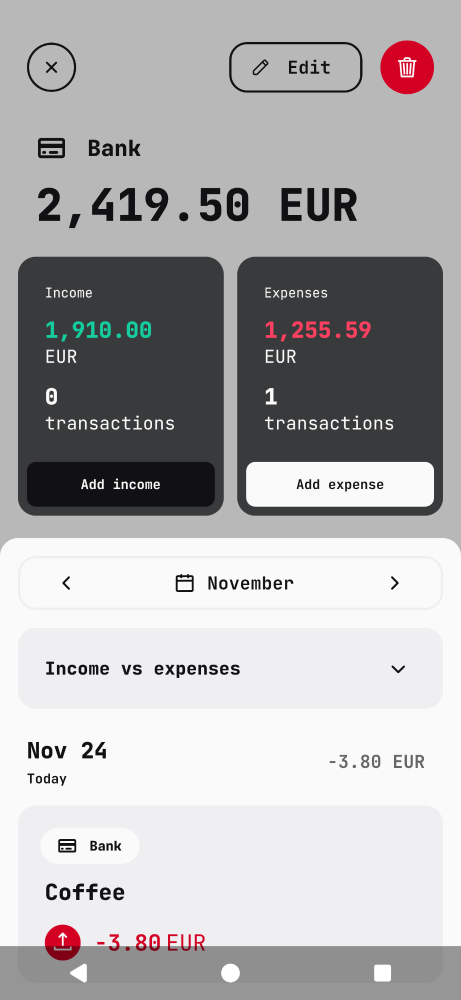 Edit
Bank
2,419.50 EUR
Income
1,910.00
EUR
0
transactions
Add income
Expenses
1,255.59
EUR
1
transactions
Add expense
November
Income vs expenses
Nov 24
Today
-3.80 EUR
Bank
Coffee
-3.80 EUR